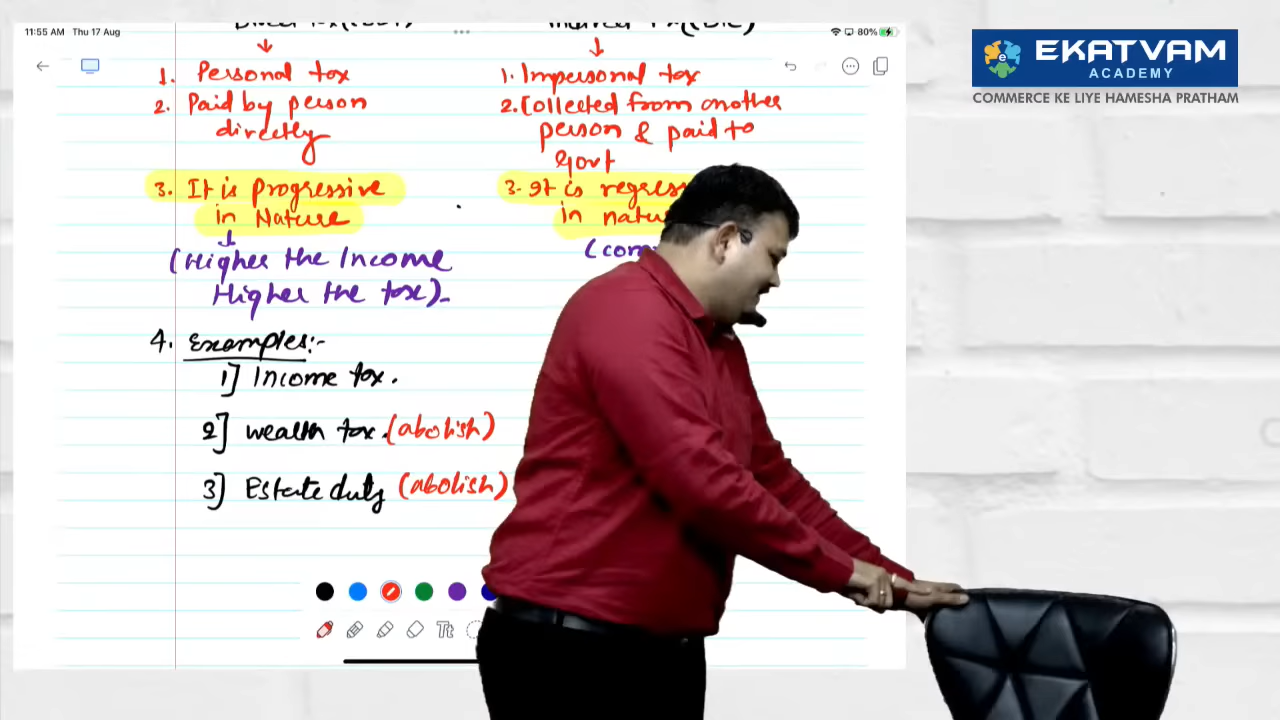 11:55 AM Thu 17 Aug
80%
EKATVAM
ACADEMY
COMMERCE KE LIYE HAMESHA PRATHAM
1. Personal tax
2. Paid by person
directly
3. It is Progressive
in Nature
(Higher the Income
Higher the tax).
4. Examples:-
1] Income tax.
2] wealth tax. (abolish)
3] Estate duty (abolish)
1. Impersonal tax
2. Collected from another
person & paid to
Govt
3. It is
in
Tt